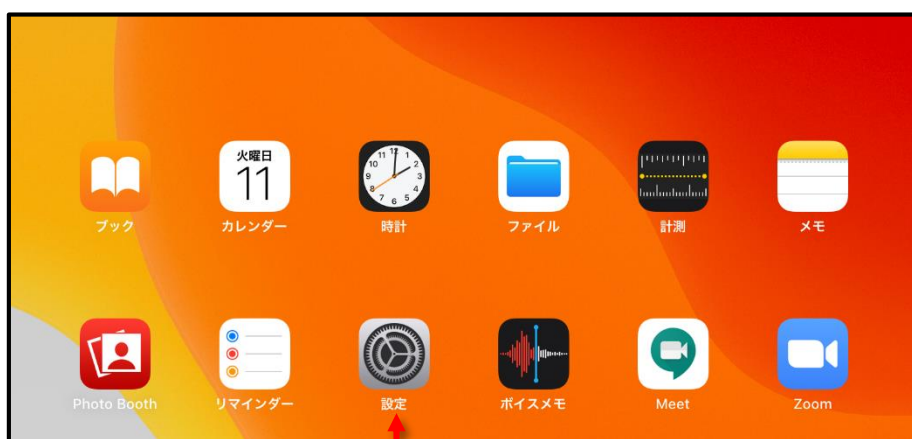 火曜日
11
ブック
カレンダー
時計
ファイル
計測
メモ
Photo Booth
リマインダー
設定
ボイスメモ
Meet
Zoom